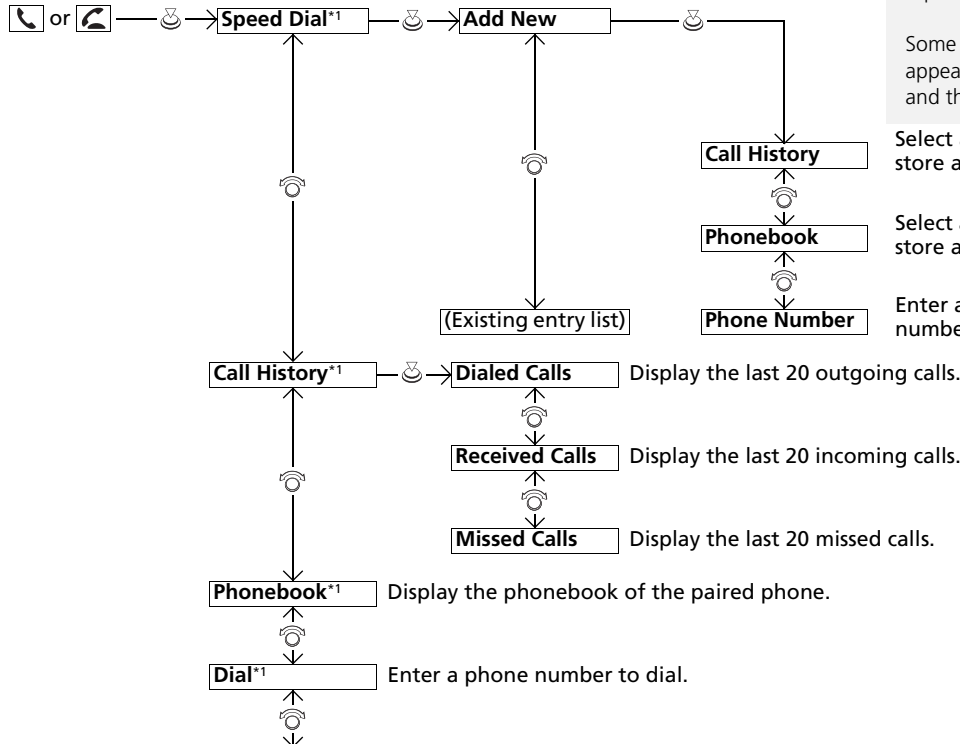 or Speed Dial*1 Add New
Some
appea
and th
Call History
Select
store a
Phonebook
Select
store a
(Existing entry list)
Phone Number
Enter a
numbe
Call History*1 Dialed Calls Display the last 20 outgoing calls.
Received Calls Display the last 20 incoming calls.
Missed Calls Display the last 20 missed calls.
Phonebook*1 Display the phonebook of the paired phone.
Dial*1 Enter a phone number to dial.